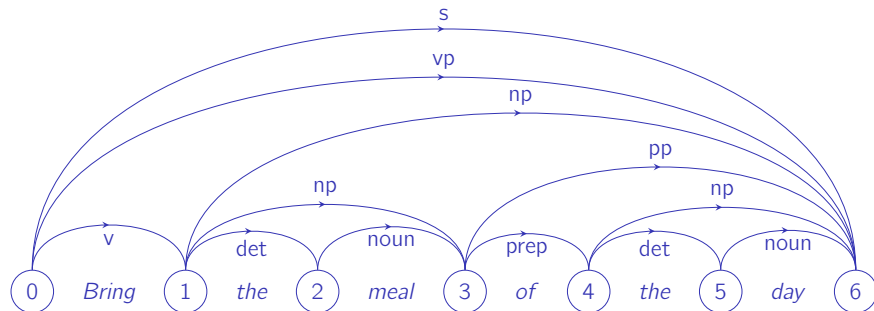 s
vp
np
pp
np np
v det noun prep det noun
0 Bring 1 the 2 meal 3 of 4 the 5 day 6